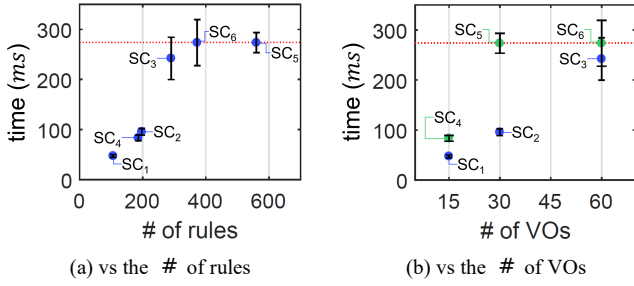 time (ms)
300
200
100
0
SC6
SC3
SC5
SC4
SC2
SC1
0 200 400 600
# of rules
(a) vs the # of rules
time (ms)
300
200
100
0
SC5
SC6
SC3
SC4
SC2
SC1
15 30 45 60
# of VOs
(b) vs the # of VOs